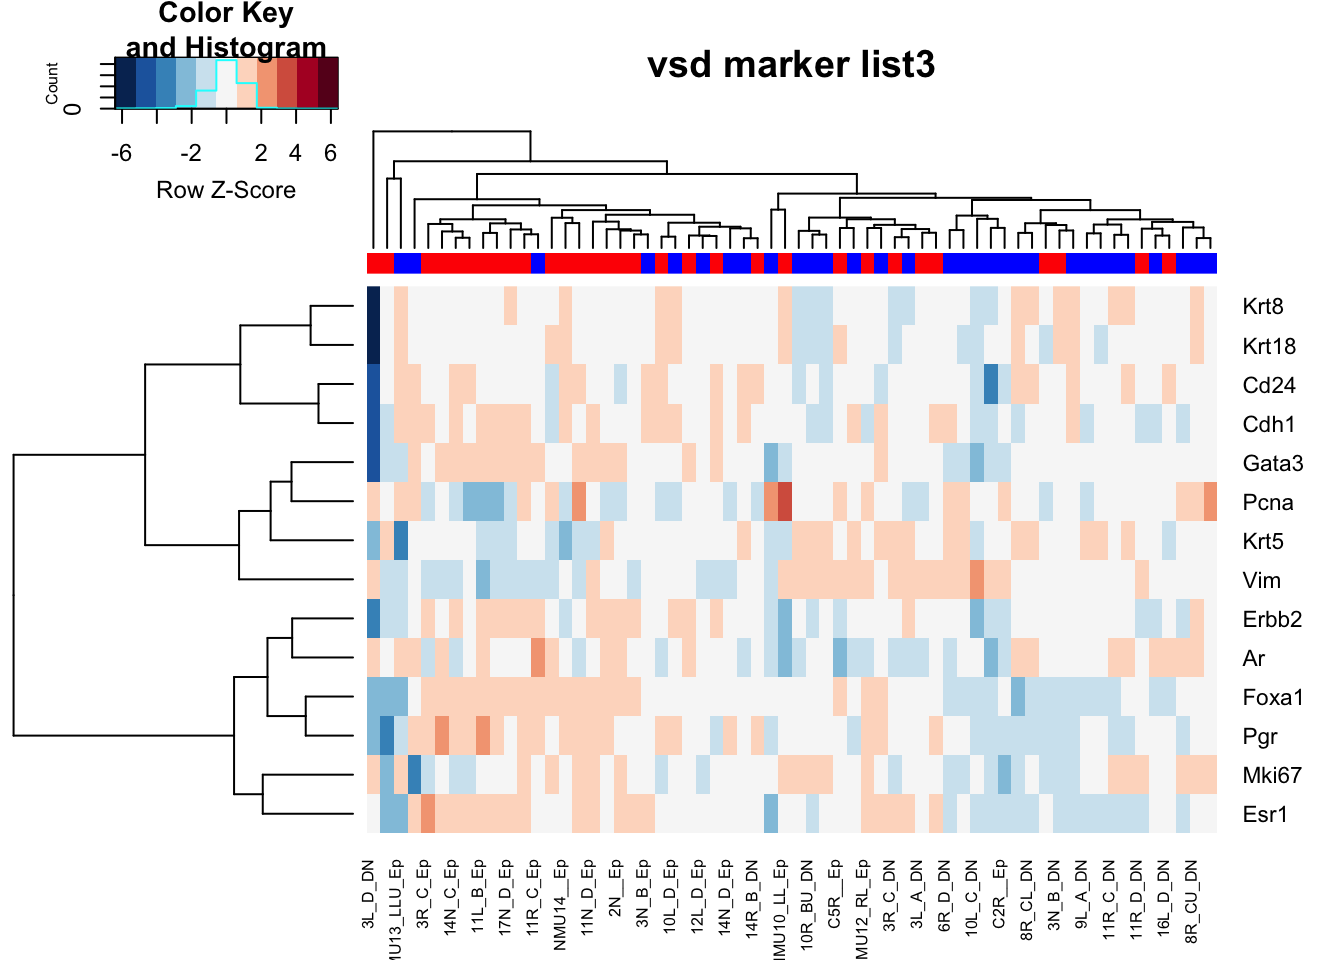 Color Key
and Histogram
Count
0
-6
-2
2
4
6
Row Z-Score
vsd marker list3
Krt8
Krt18
Cd24
Cdh1
Gata3
Pcna
Krt5
Vim
Erbb2
Ar
Foxa1
Pgr
Mki67
Esr1
3L_D_DN
MU13_LLU_Ep
3R_C_Ep
14N_C_Ep
11L_B_Ep
17N_D_Ep
11R_C_Ep
NMU14__Ep
11N_D_Ep
2N__Ep
3N_B_Ep
10L_D_Ep
12L_D_Ep
14N_D_Ep
14R_B_DN
NMU10_LL_Ep
10R_BU_DN
C5R__Ep
MU12_RL_Ep
3R_C_DN
3L_A_DN
6R_D_DN
10L_C_DN
C2R__Ep
8R_CL_DN
3N_B_DN
9L_A_DN
11R_C_DN
11R_D_DN
16L_D_DN
8R_CU_DN